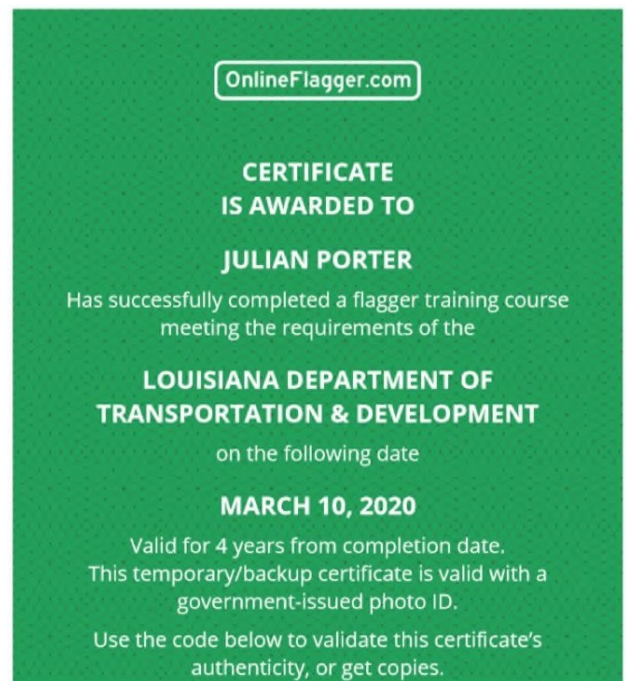 OnlineFlagger.com
CERTIFICATE
IS AWARDED TO
JULIAN PORTER
Has successfully completed a flagger training course
meeting the requirements of the
LOUISIANA DEPARTMENT OF
TRANSPORTATION & DEVELOPMENT
on the following date
MARCH 10, 2020
Valid for 4 years from completion date.
This temporary/backup certificate is valid with a
government-issued photo ID.
Use the code below to validate this certificate's
authenticity, or get copies.